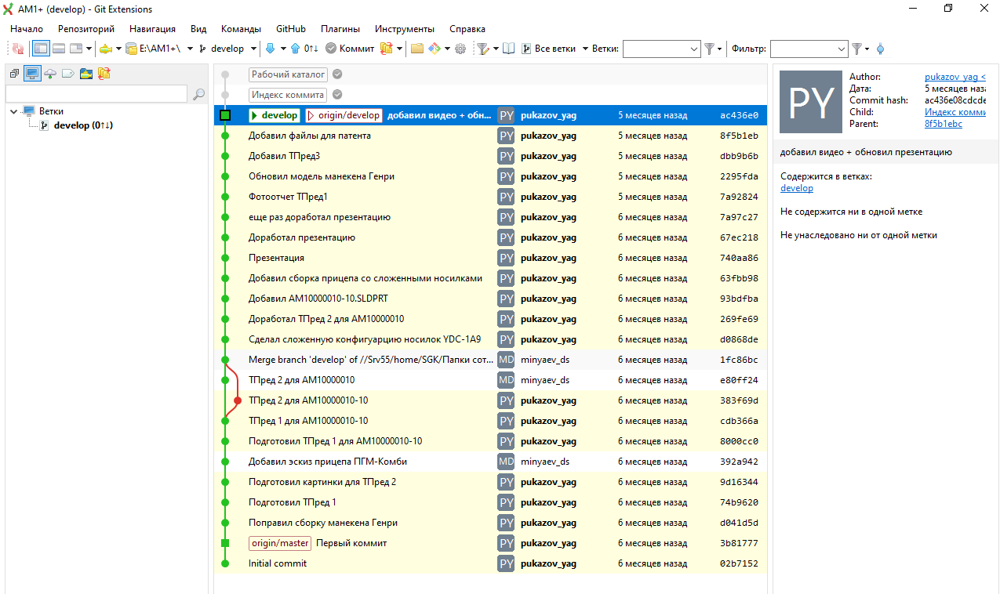 AM1+ (develop) - Git Extensions
Начало Репозиторий Навигация Вид Команды GitHub Плагины Инструменты Справка
E:\AM1+\ develop 0↑↓ Коммит Все ветки Ветки: Фильтр:
Ветки
develop (0↑↓)
Рабочий каталог
Индекс коммита
develop origin/develop добавил видео + обн... PY pukazov_yag 5 месяцев назад ac436e0
Добавил файлы для патента PY pukazov_yag 5 месяцев назад 8f5b1eb
Добавил ТПред3 PY pukazov_yag 5 месяцев назад dbb9b6b
Обновил модель манекена Генри PY pukazov_yag 5 месяцев назад 2295fda
Фотоотчет ТПред1 PY pukazov_yag 5 месяцев назад 7a92824
еще раз доработал презентацию PY pukazov_yag 6 месяцев назад 7a97c27
Доработал презентацию PY pukazov_yag 6 месяцев назад 67ec218
Презентация PY pukazov_yag 6 месяцев назад 740aa86
Добавил сборка прицепа со сложенными носилками PY pukazov_yag 6 месяцев назад 63fbb98
Добавил АМ10000010-10.SLDPRT PY pukazov_yag 6 месяцев назад 93bdfba
Доработал ТПред 2 для АМ10000010 PY pukazov_yag 6 месяцев назад 269fe69
Сделал сложенную конфигуарцию носилок YDC-1A9 PY pukazov_yag 6 месяцев назад d0868de
Merge branch 'develop' of //Srv55/home/SGK/Папки сот... MD minyaev_ds 6 месяцев назад 1fc86bc
ТПред 2 для АМ10000010 MD minyaev_ds 6 месяцев назад e80ff24
ТПред 2 для АМ10000010-10 PY pukazov_yag 6 месяцев назад 383f69d
ТПред 1 для АМ10000010-10 PY pukazov_yag 6 месяцев назад cdb366a
Подготовил ТПред 1 для АМ10000010-10 PY pukazov_yag 6 месяцев назад 8000cc0
Добавил эскиз прицепа ПГМ-Комби MD minyaev_ds 6 месяцев назад 392a942
Подготовил картинки для ТПред 2 PY pukazov_yag 6 месяцев назад 9d16344
Подготовил ТПред 1 PY pukazov_yag 6 месяцев назад 74b9620
Поправил сборку манекена Генри PY pukazov_yag 6 месяцев назад d041d5d
origin/master Первый коммит PY pukazov_yag 6 месяцев назад 3b81777
Initial commit PY pukazov_yag 6 месяцев назад 02b7152
PY
Author: pukazov_yag <
Дата: 5 месяцев наза
Commit hash: ac436e08cdcde
Child: Индекс комми
Parent: 8f5b1ebc
добавил видео + обновил презентацию
Содержится в ветках:
develop
Не содержится ни в одной метке
Не унаследовано ни от одной метки